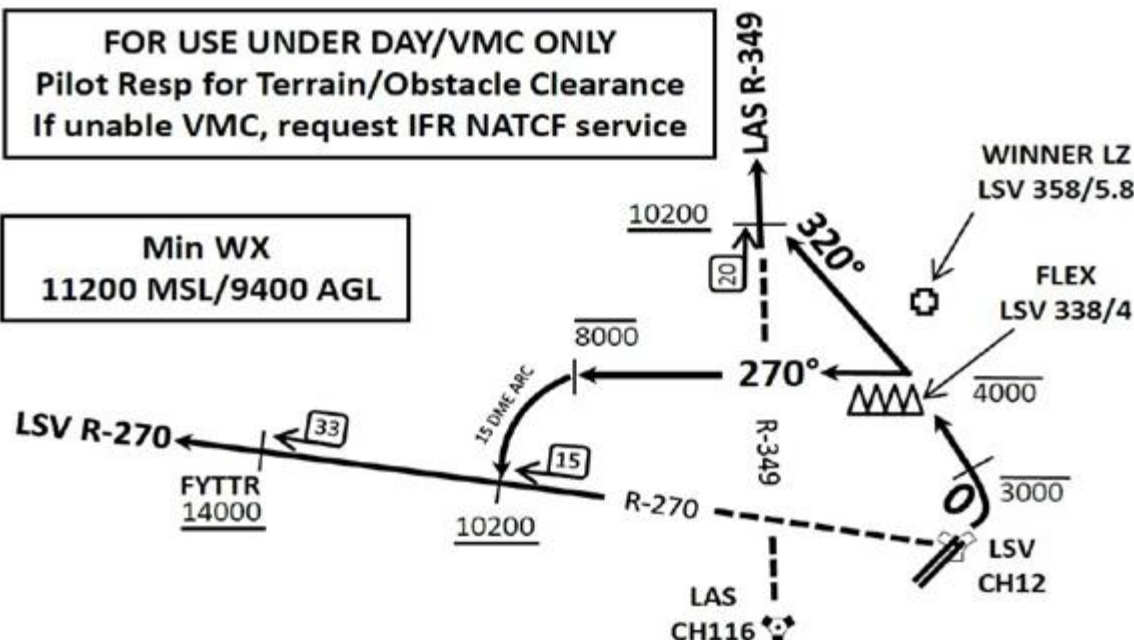 FOR USE UNDER DAY/VMC ONLY
Pilot Resp for Terrain/Obstacle Clearance
If unable VMC, request IFR NATCF service
LAS R-349
WINNER LZ
LSV 358/5.8
10200
320°
20
Min WX
11200 MSL/9400 AGL
FLEX
LSV 338/4
8000
270°
4000
15 DME ARC
LSV R-270
33
15
R-349
FYTTR
14000
R-270
3000
10200
LSV
CH12
LAS
CH116